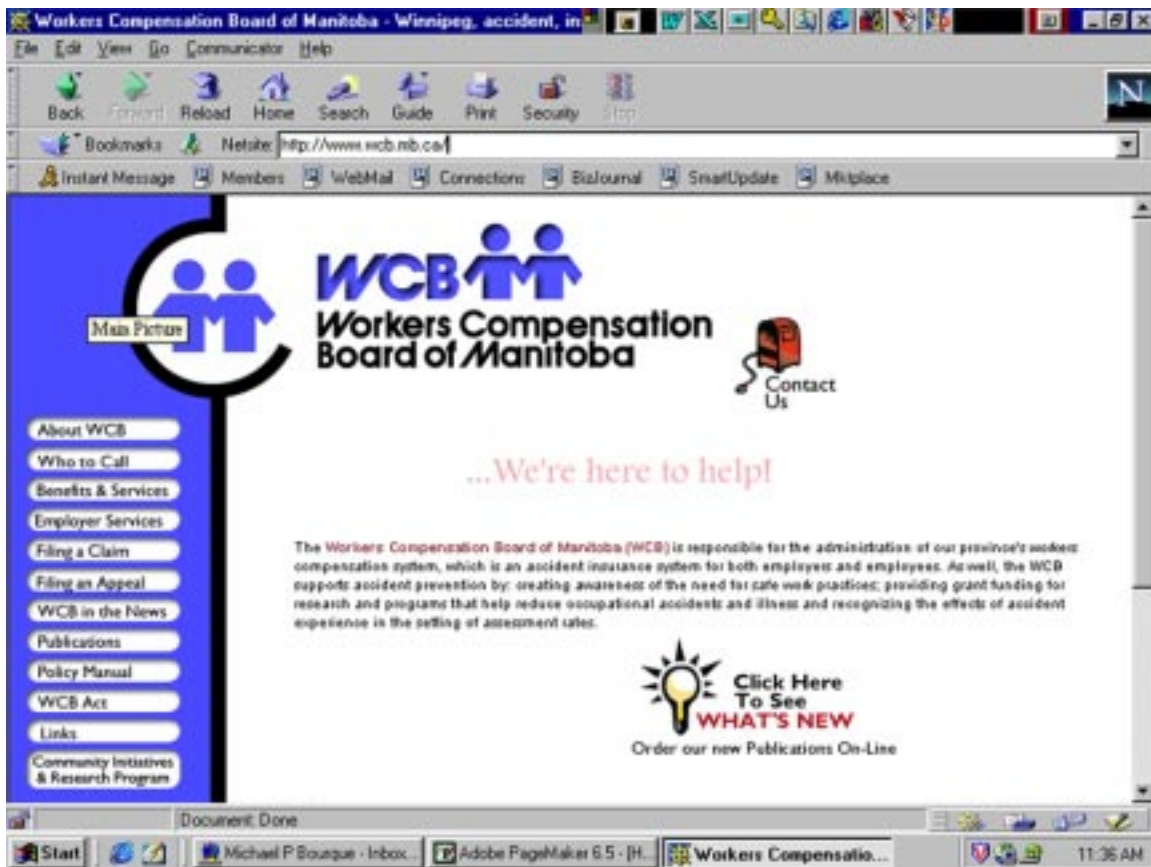 Workers Compensation Board of Manitoba - Winnipeg, accident, in
File Edit View Go Communicator Help
Back Forward Reload Home Search Guide Print Security Stop
N
Bookmarks Netsite: http://www.wcb.mb.ca/
Instant Message Members WebMail Connections BizJournal SmartUpdate Mktplace
WCB
Workers Compensation
Board of Manitoba
Main Picture
Contact
Us
About WCB
Who to Call
Benefits & Services
Employer Services
Filing a Claim
Filing an Appeal
WCB in the News
Publications
Policy Manual
WCB Act
Links
Community Initiatives
& Research Program
...We're here to help!
The Workers Compensation Board of Manitoba (WCB) is responsible for the administration of our province's workers
compensation system, which is an accident insurance system for both employers and employees. As well, the WCB
supports accident prevention by: creating awareness of the need for safe work practices; providing grant funding for
research and programs that help reduce occupational accidents and illness and recognizing the effects of accident
experience in the setting of assessment rates.
Click Here
To See
WHAT'S NEW
Order our new Publications On-Line
Document: Done
Start Michael P Bourque - Inbox... Adobe PageMaker 6.5 - [H... Workers Compensatio... 11:36 AM